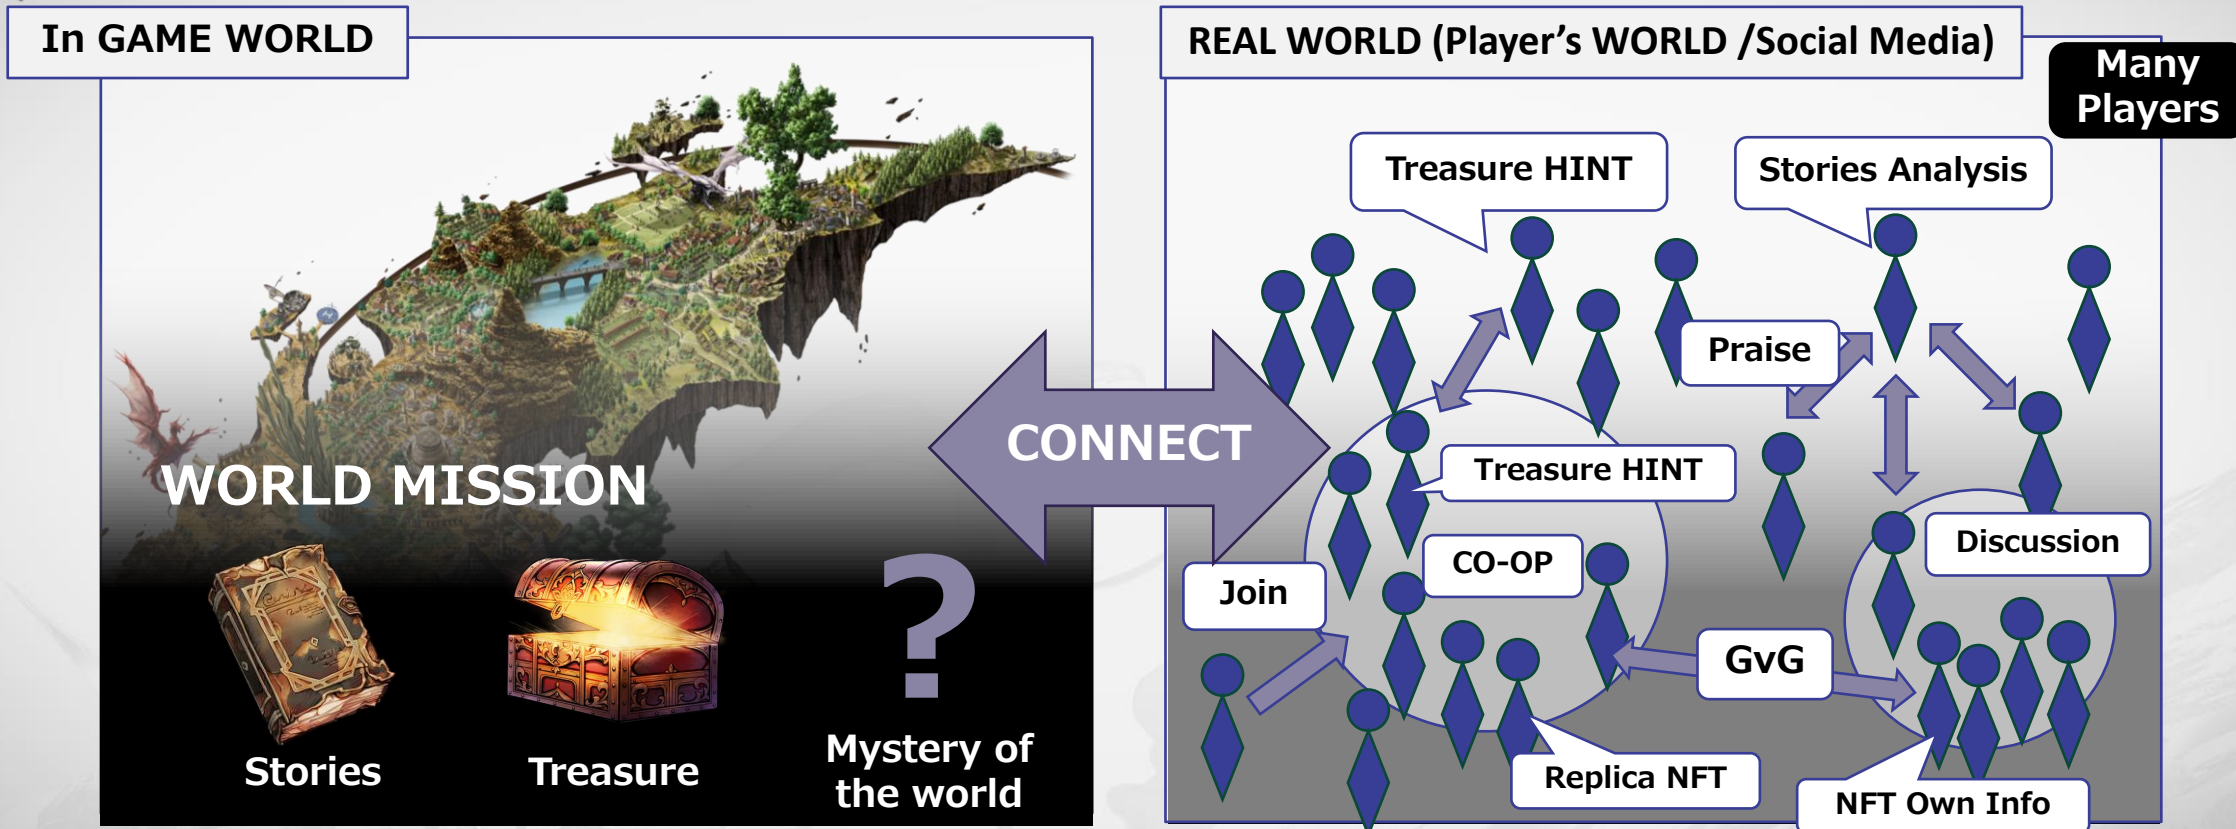 In GAME WORLD
REAL WORLD (Player's WORLD /Social Media)
Many
Players
Treasure HINT
Stories Analysis
Praise
CONNECT
Treasure HINT
WORLD MISSION
Discussion
CO-OP
Join
GvG
?
Stories
Treasure
Mystery of
the world
Replica NFT
NFT Own Info